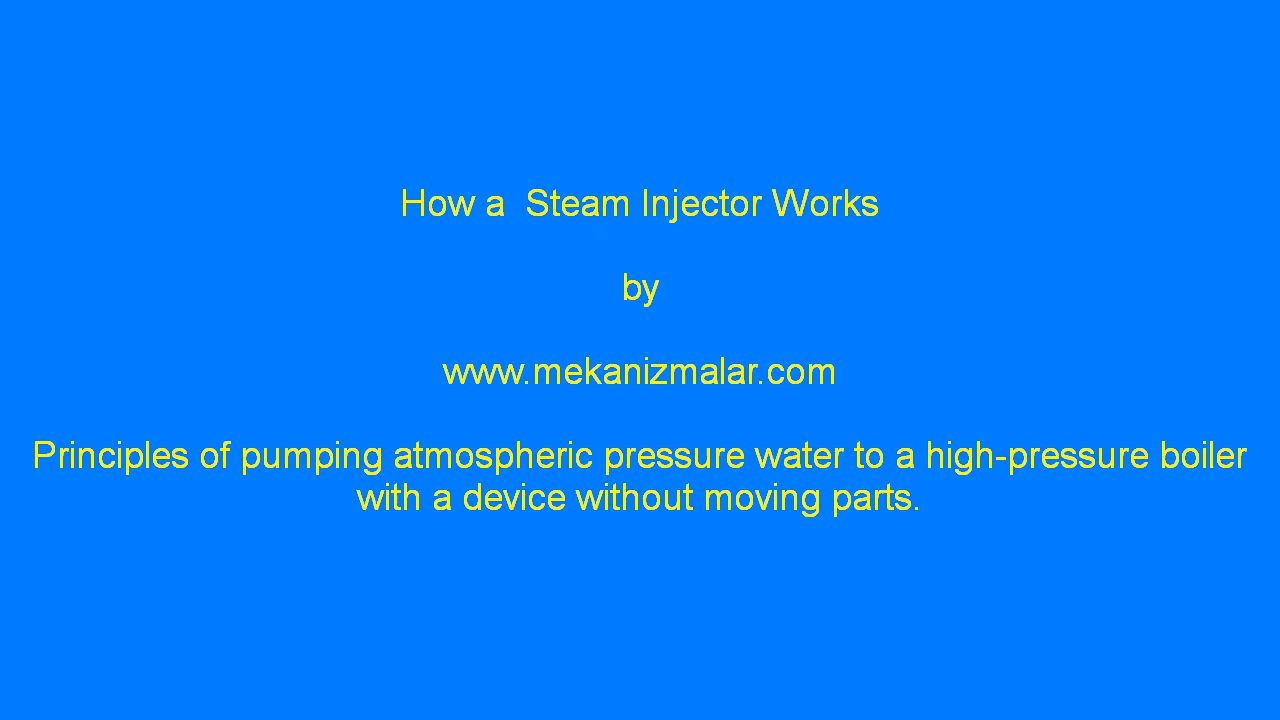 How a  Steam Injector Works
by
www.mekanizmalar.com
Principles of pumping atmospheric pressure water to a high-pressure boiler
with a device without moving parts.